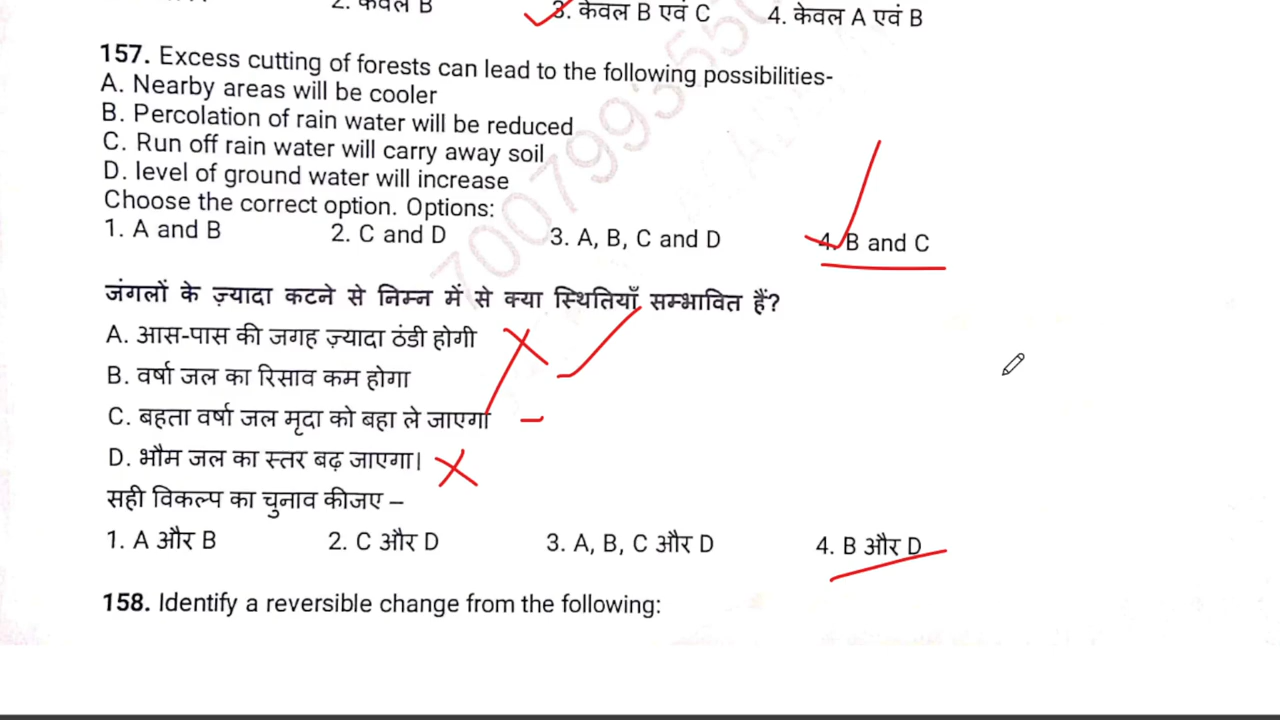 2. केवल B 3. केवल B एवं C 4. केवल A एवं B
157. Excess cutting of forests can lead to the following possibilities-
A. Nearby areas will be cooler
B. Percolation of rain water will be reduced
C. Run off rain water will carry away soil
D. level of ground water will increase
Choose the correct option. Options:
1. A and B 2. C and D 3. A, B, C and D 4. B and C
जंगलों के ज़्यादा कटने से निम्न में से क्या स्थितियाँ सम्भावित हैं?
A. आस-पास की जगह ज़्यादा ठंडी होगी
B. वर्षा जल का रिसाव कम होगा
C. बहता वर्षा जल मृदा को बहा ले जाएगा
D. भौम जल का स्तर बढ़ जाएगा।
सही विकल्प का चुनाव कीजए –
1. A और B 2. C और D 3. A, B, C और D 4. B और D
158. Identify a reversible change from the following: